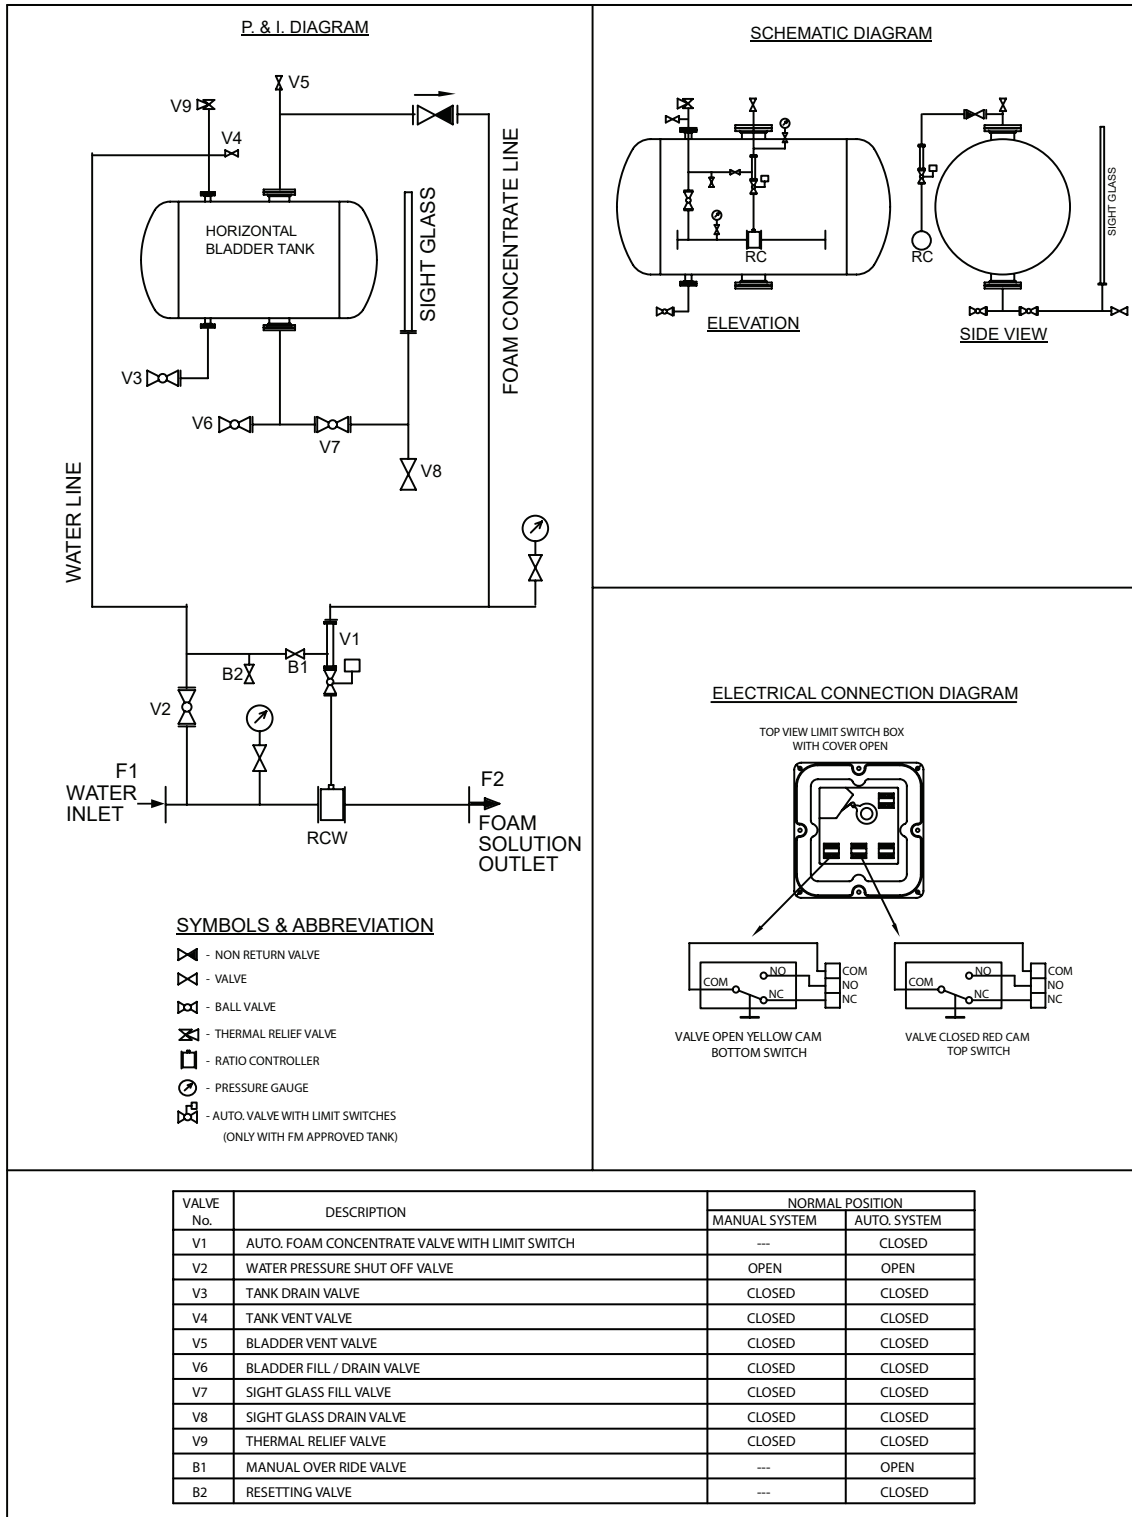 P. & I. DIAGRAM
V5
V9
V4
HORIZONTAL
BLADDER TANK
SIGHT GLASS
FOAM CONCENTRATE LINE
V3
V6
V7
V8
WATER LINE
V1
B1
B2
V2
F1
WATER
INLET
RCW
F2
FOAM
SOLUTION
OUTLET
SYMBOLS & ABBREVIATION
- NON RETURN VALVE
- VALVE
- BALL VALVE
- THERMAL RELIEF VALVE
- RATIO CONTROLLER
- PRESSURE GAUGE
- AUTO. VALVE WITH LIMIT SWITCHES
(ONLY WITH FM APPROVED TANK)
SCHEMATIC DIAGRAM
RC
ELEVATION
RC
SIGHT GLASS
SIDE VIEW
ELECTRICAL CONNECTION DIAGRAM
TOP VIEW LIMIT SWITCH BOX
WITH COVER OPEN
COM
NO
NC
COM
NO
NC
VALVE OPEN YELLOW CAM
BOTTOM SWITCH
COM
NO
NC
COM
NO
NC
VALVE CLOSED RED CAM
TOP SWITCH
VALVE No. DESCRIPTION NORMAL POSITION
MANUAL SYSTEM AUTO. SYSTEM
V1 AUTO. FOAM CONCENTRATE VALVE WITH LIMIT SWITCH --- CLOSED
V2 WATER PRESSURE SHUT OFF VALVE OPEN OPEN
V3 TANK DRAIN VALVE CLOSED CLOSED
V4 TANK VENT VALVE CLOSED CLOSED
V5 BLADDER VENT VALVE CLOSED CLOSED
V6 BLADDER FILL / DRAIN VALVE CLOSED CLOSED
V7 SIGHT GLASS FILL VALVE CLOSED CLOSED
V8 SIGHT GLASS DRAIN VALVE CLOSED CLOSED
V9 THERMAL RELIEF VALVE CLOSED CLOSED
B1 MANUAL OVER RIDE VALVE --- OPEN
B2 RESETTING VALVE --- CLOSED